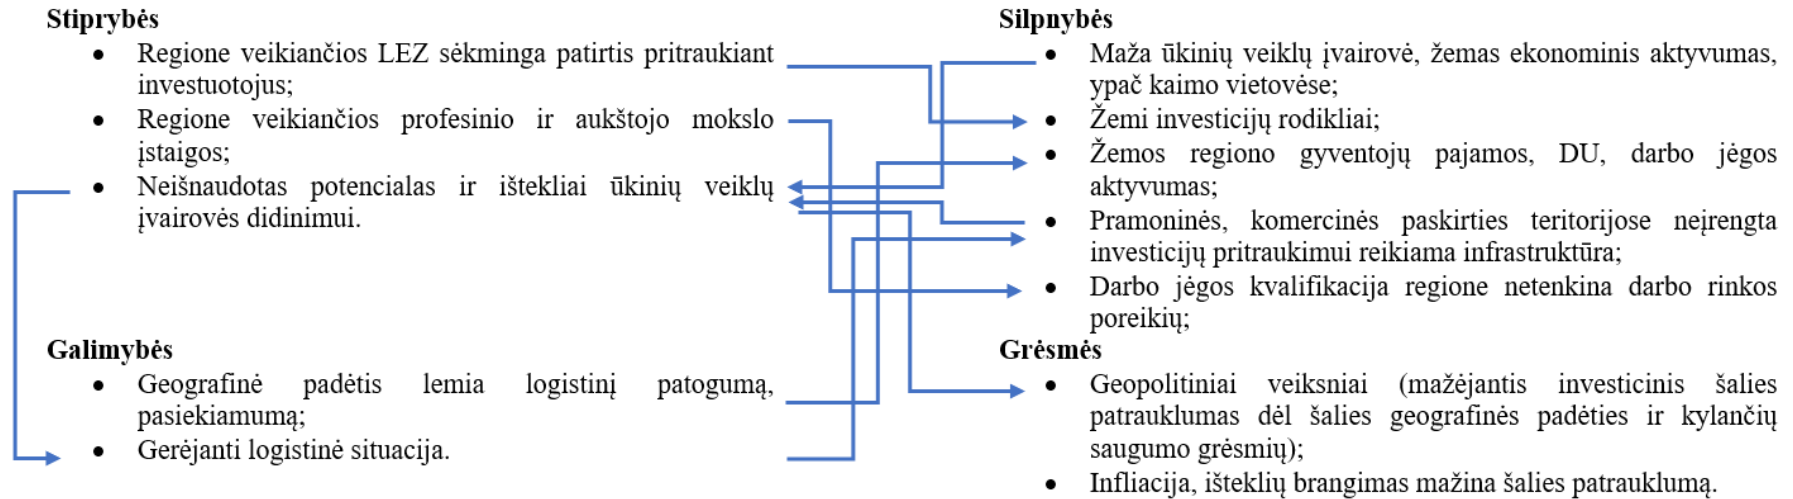 Stiprybės
• Regione veikiančios LEZ sėkminga patirtis pritraukiant
investuotojus;
• Regione veikiančios profesinio ir aukštojo mokslo
įstaigos;
• Neišnaudotas potencialas ir ištekliai ūkinių veiklų
įvairovės didinimui.
Silpnybės
• Maža ūkinių veiklų įvairovė, žemas ekonominis aktyvumas,
ypač kaimo vietovėse;
• Žemi investicijų rodikliai;
• Žemos regiono gyventojų pajamos, DU, darbo jėgos
aktyvumas;
• Pramoninės, komercinės paskirties teritorijose neįrengta
investicijų pritraukimui reikiama infrastruktūra;
• Darbo jėgos kvalifikacija regione netenkina darbo rinkos
poreikių;
Galimybės
• Geografinė padėtis lemia logistinį patogumą,
pasiekiamumą;
• Gerėjanti logistinė situacija.
Grėsmės
• Geopolitiniai veiksniai (mažėjantis investicinis šalies
patrauklumas dėl šalies geografinės padėties ir kylančių
saugumo grėsmių);
• Infliacija, išteklių brangimas mažina šalies patrauklumą.